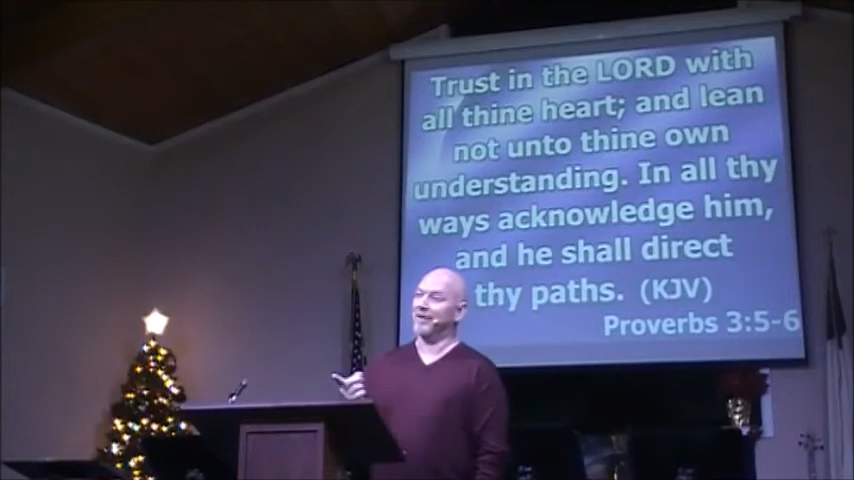 Trust in the LORD with
all thine heart; and lean
not unto thine own
understanding. In all thy
ways acknowledge him,
and he shall direct
thy paths. (KJV)
Proverbs 3:5-6